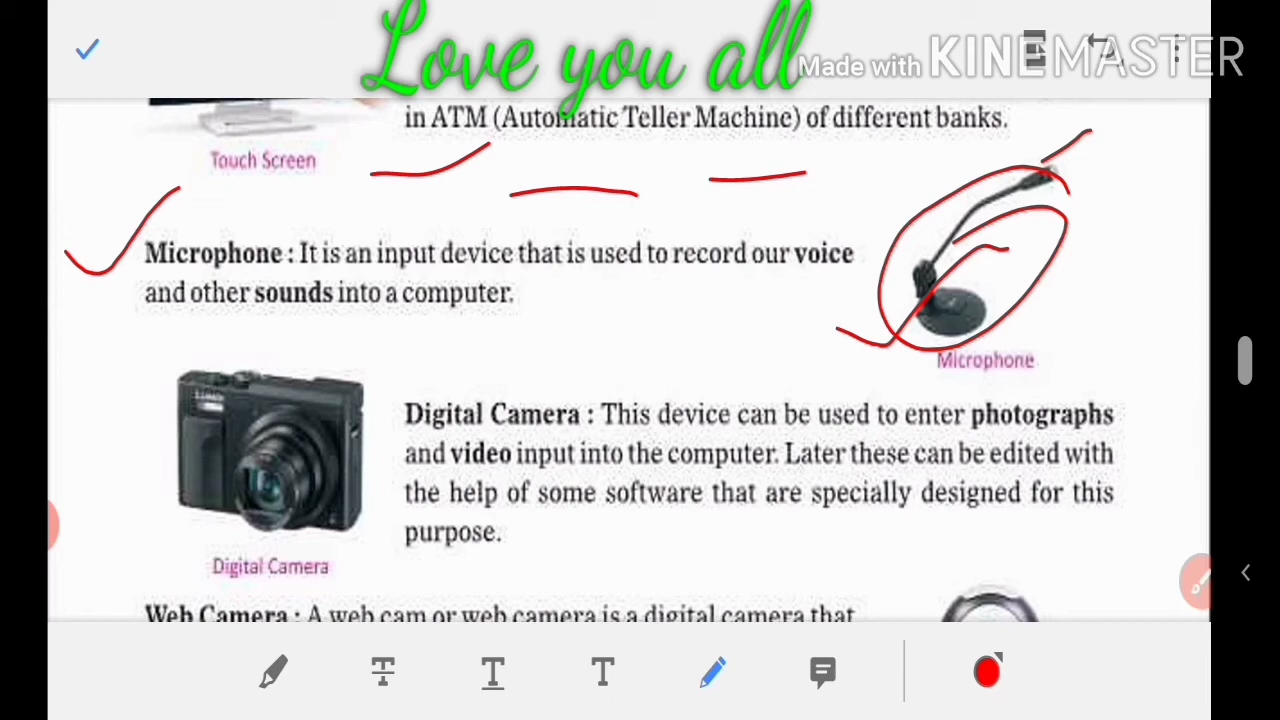 Love you all
Made with KINEMASTER
in ATM (Automatic Teller Machine) of different banks.
Touch Screen
Microphone : It is an input device that is used to record our voice
and other sounds into a computer.
Microphone
Digital Camera : This device can be used to enter photographs
and video input into the computer. Later these can be edited with
the help of some software that are specially designed for this
purpose.
Digital Camera
Web Camera : A web cam or web camera is a digital camera that